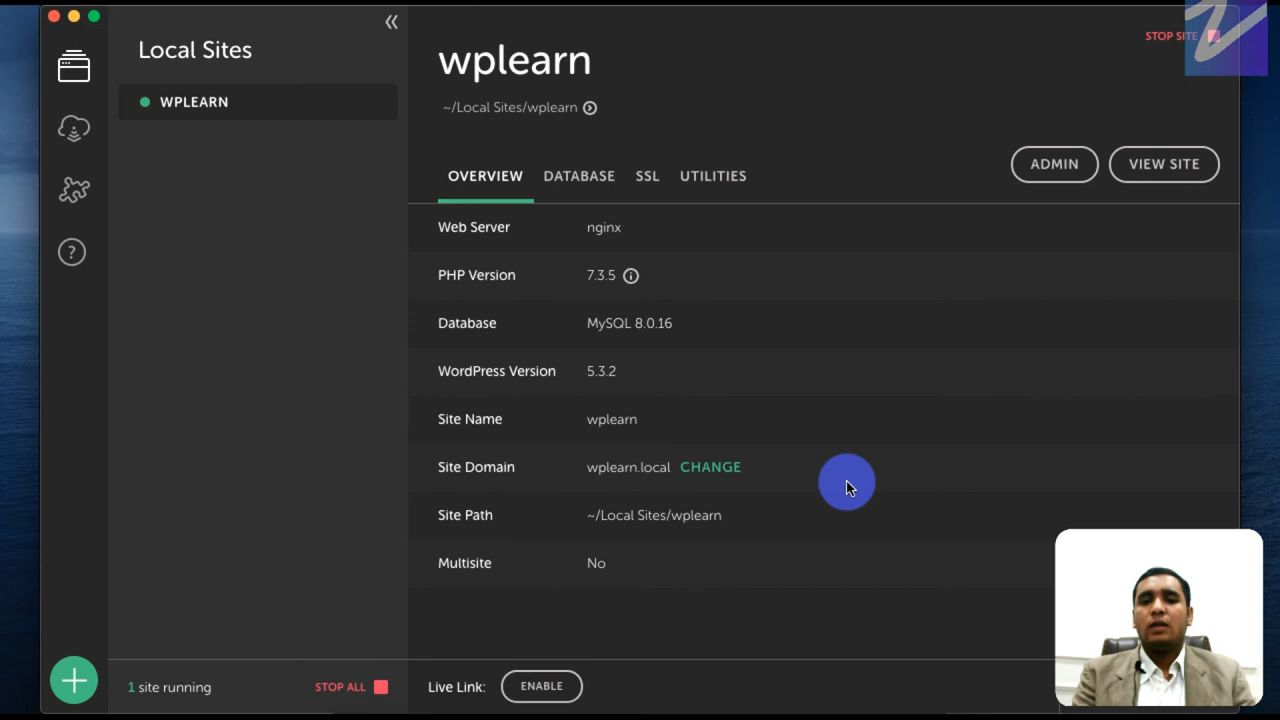 Local Sites
WPLEARN
1 site running
STOP ALL
wplearn
STOP SITE
~/Local Sites/wplearn
ADMIN
VIEW SITE
OVERVIEW
DATABASE
SSL
UTILITIES
Web Server nginx
PHP Version 7.3.5
Database MySQL 8.0.16
WordPress Version 5.3.2
Site Name wplearn
Site Domain wplearn.local CHANGE
Site Path ~/Local Sites/wplearn
Multisite No
Live Link: ENABLE